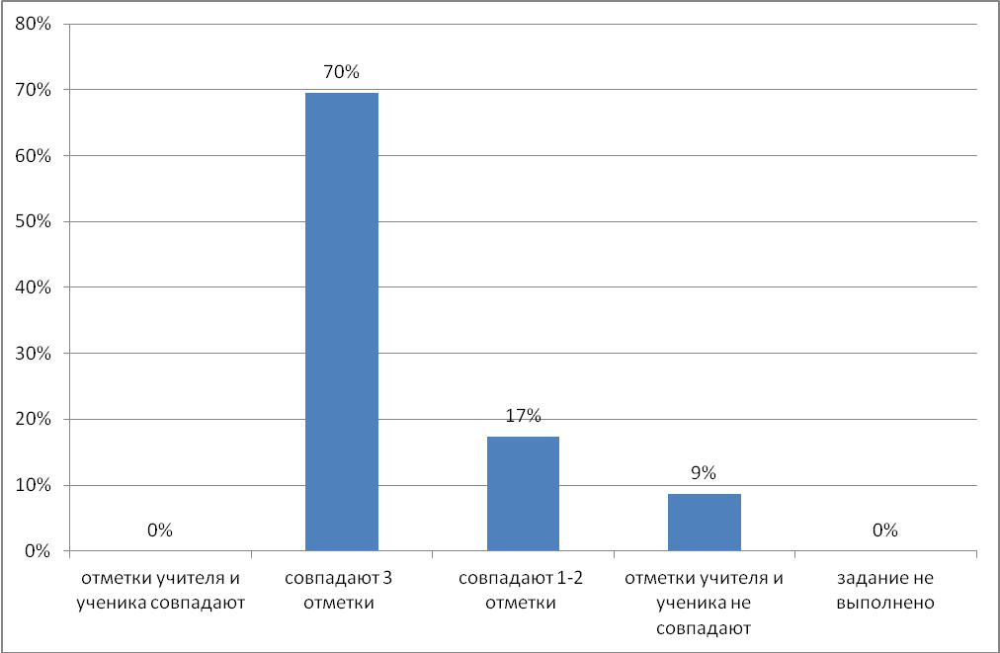 80%
70%
60%
50%
40%
30%
20%
10%
0%
0%
70%
17%
9%
0%
отметки учителя и
ученика совпадают
совпадают 3
отметки
совпадают 1-2
отметки
отметки учителя и
ученика не
совпадают
задание не
выполнено